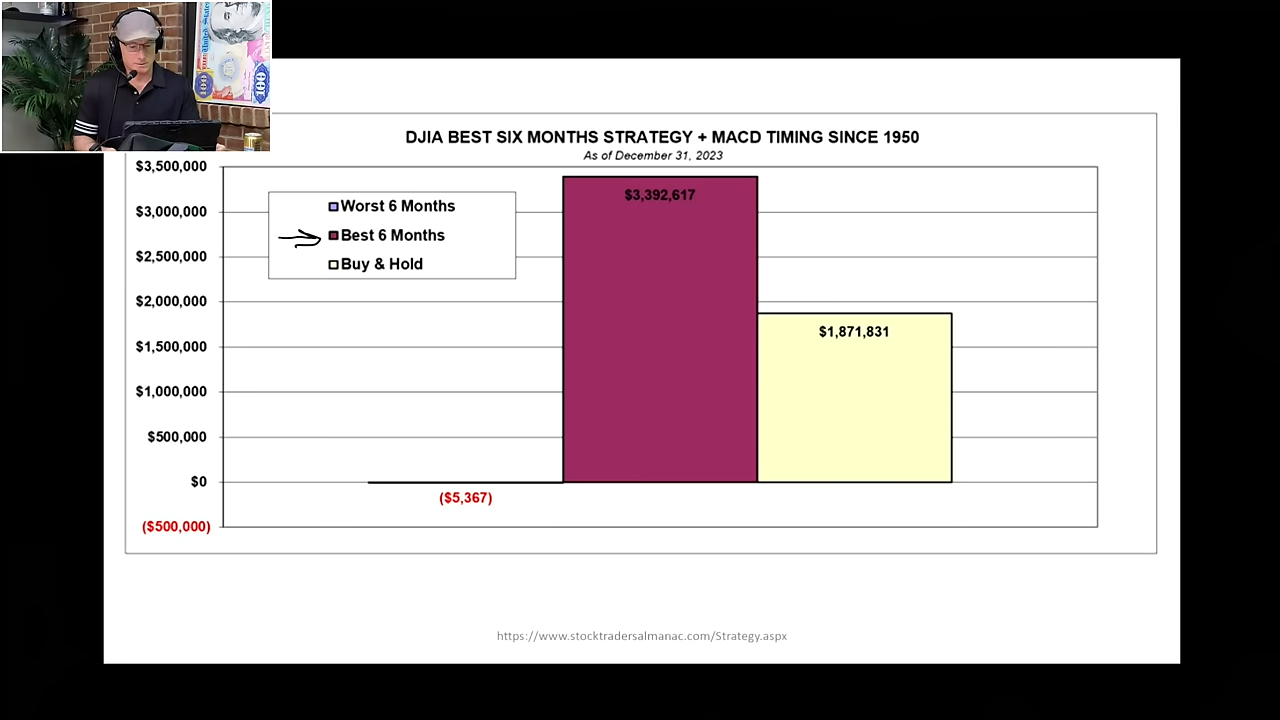 DJIA BEST SIX MONTHS STRATEGY + MACD TIMING SINCE 1950
As of December 31, 2023
$3,500,000
$3,000,000
$2,500,000
$2,000,000
$1,500,000
$1,000,000
$500,000
$0
($500,000)
Worst 6 Months
Best 6 Months
Buy & Hold
($5,367)
$3,392,617
$1,871,831
https://www.stocktradersalmanac.com/Strategy.aspx
100
100